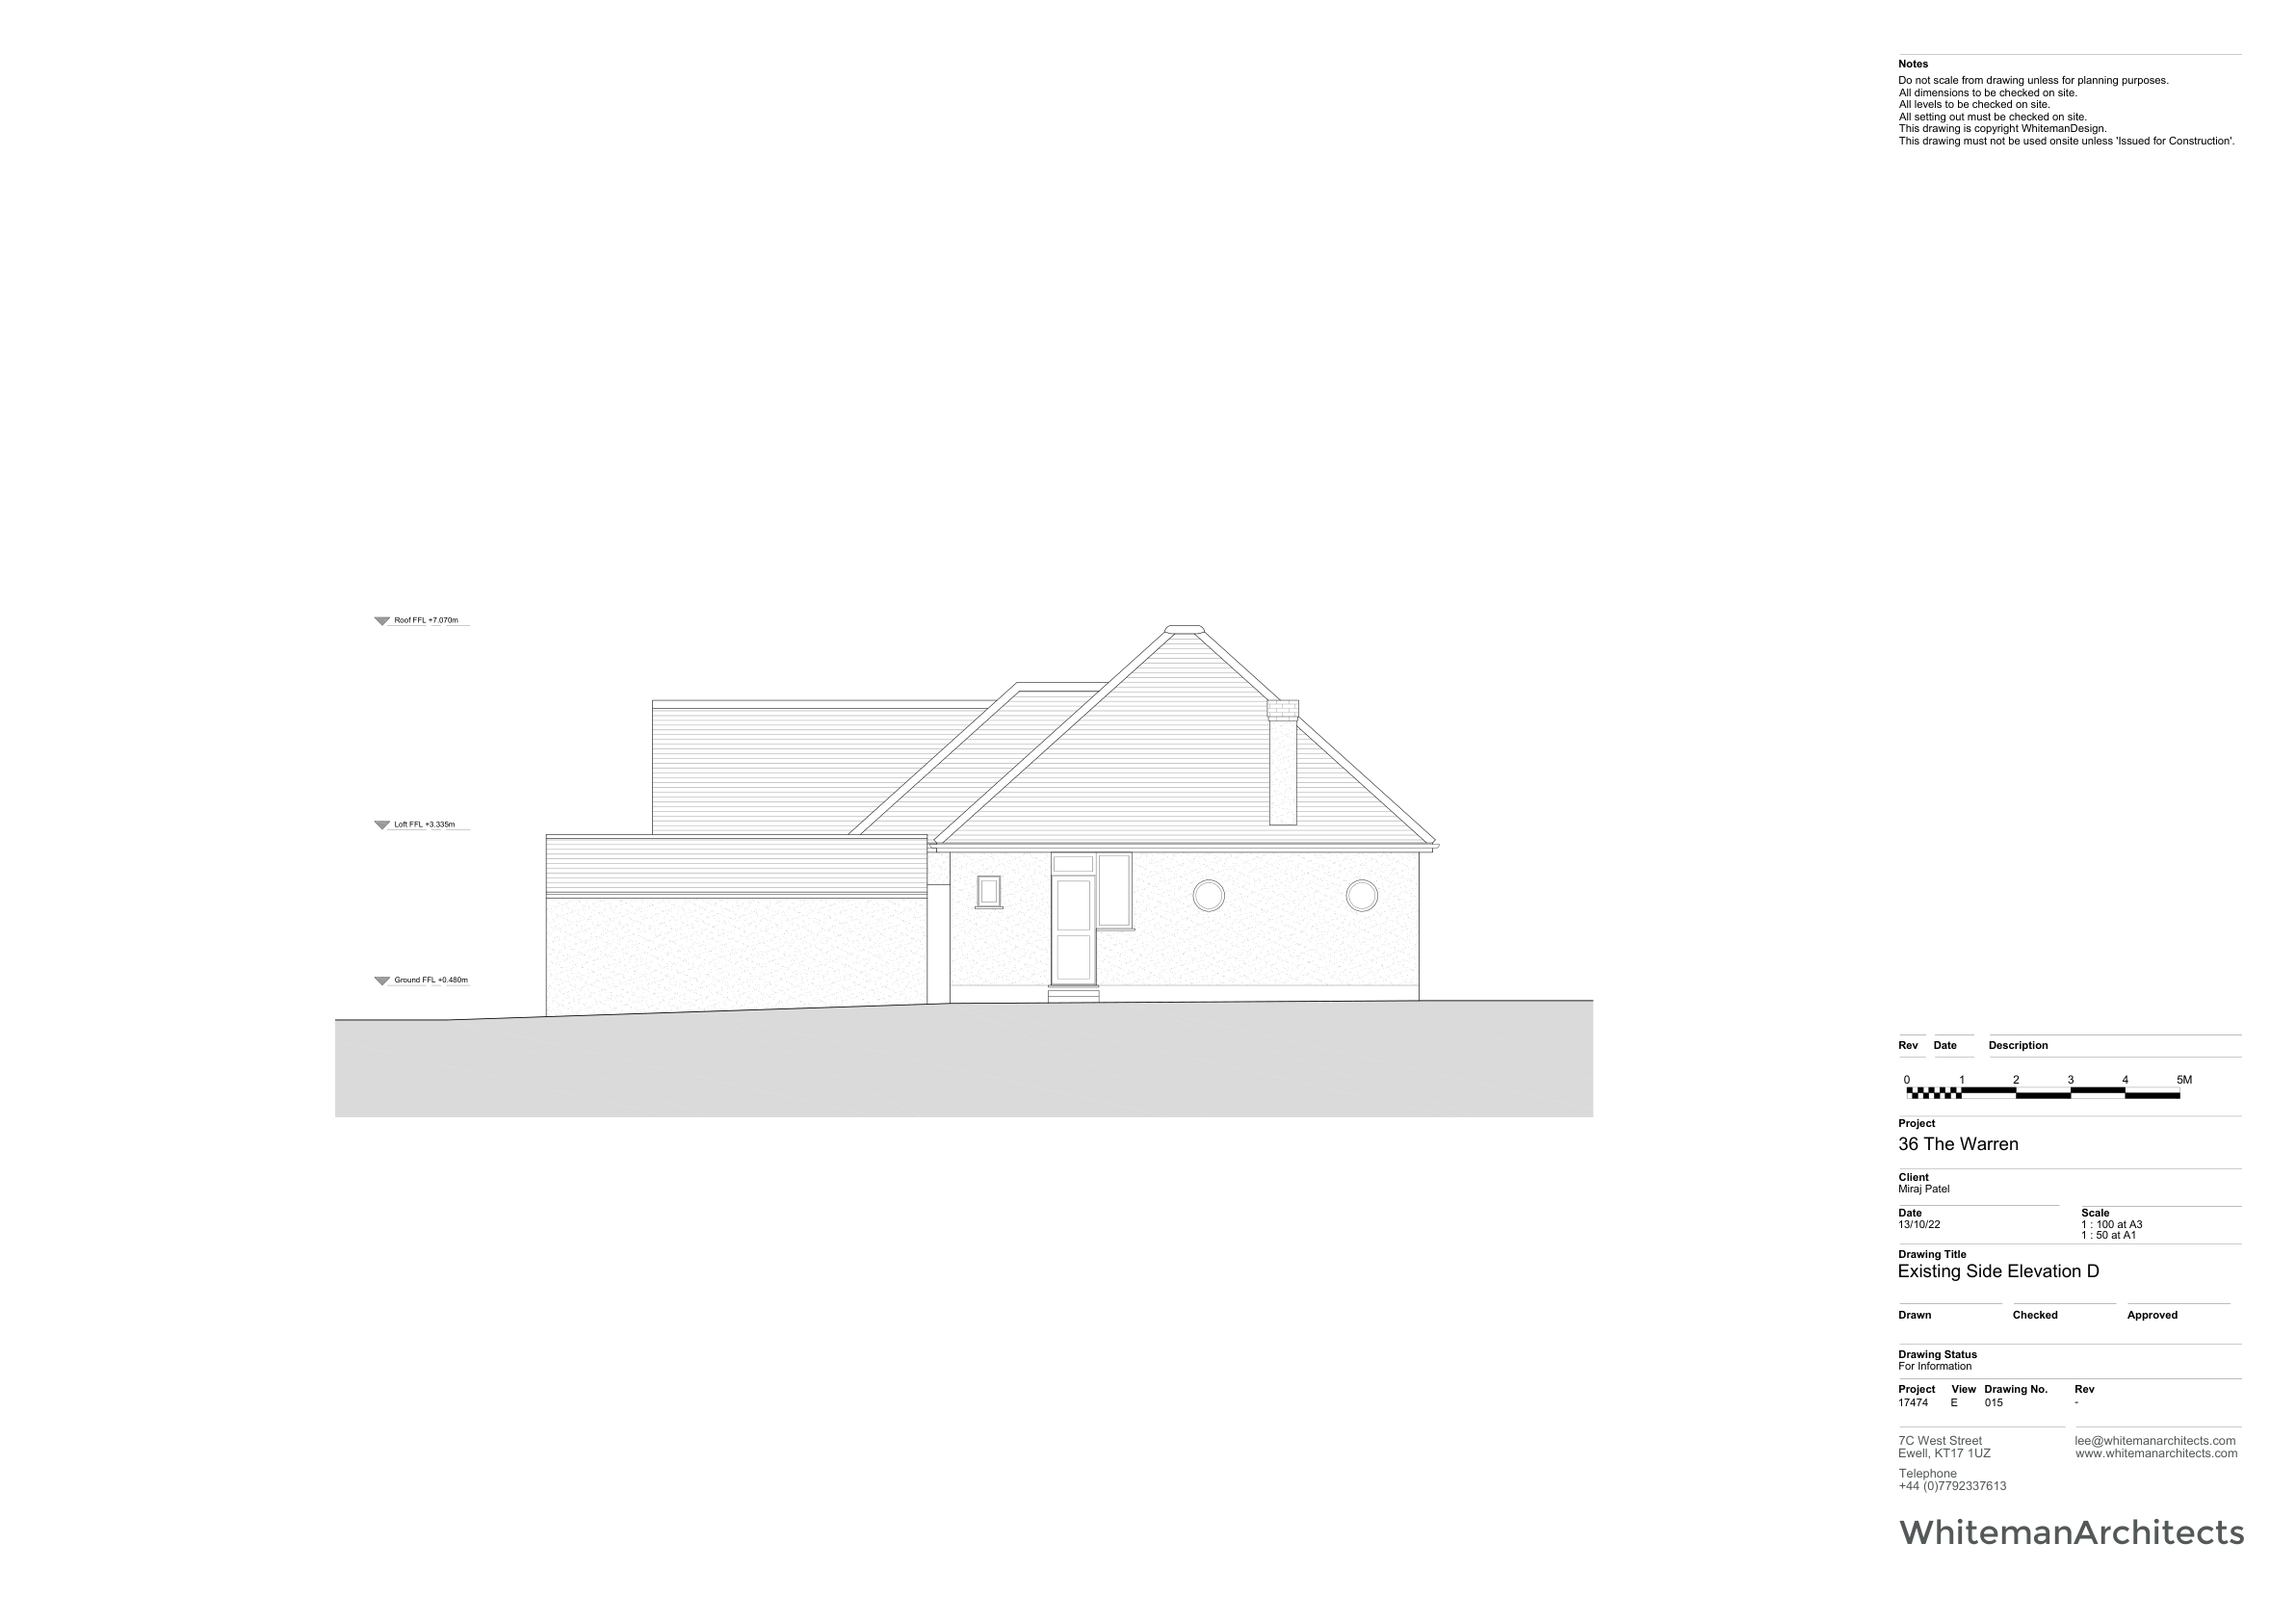 Notes
Do not scale from drawing unless for planning purposes.
All dimensions to be checked on site.
All levels to be checked on site.
All setting out must be checked on site.
This drawing is copyright WhitemanDesign.
This drawing must not be used onsite unless 'Issued for Construction'.
Roof FFL +7.070m
Loft FFL +3.335m
Ground FFL +0.480m
Rev Date Description
0 1 2 3 4 5M
Project
36 The Warren
Client
Miraj Patel
Date Scale
13/10/22 1 : 100 at A3
1 : 50 at A1
Drawing Title
Existing Side Elevation D
Drawn Checked Approved
Drawing Status
For Information
Project View Drawing No. Rev
17474 E 015 -
7C West Street lee@whitemanarchitects.com
Ewell, KT17 1UZ www.whitemanarchitects.com
Telephone
+44 (0)7792337613
WhitemanArchitects